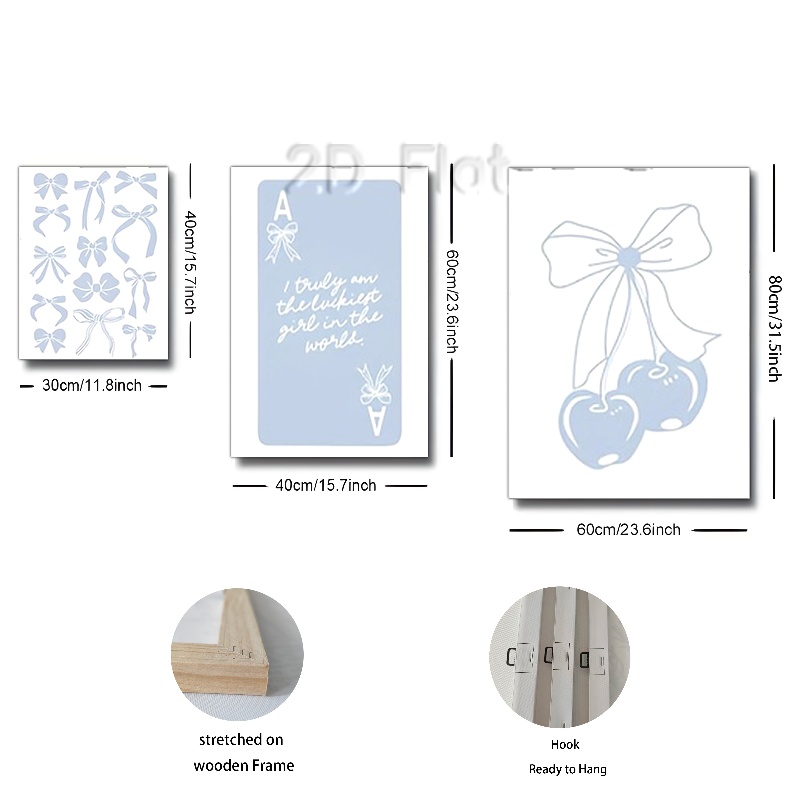 2D Flat
A
I truly am
the luckiest
girl in the
world
A
40cm/15.7inch
30cm/11.8inch
60cm/23.6inch
40cm/15.7inch
80cm/31.5inch
60cm/23.6inch
stretched on
wooden Frame
Hook
Ready to Hang